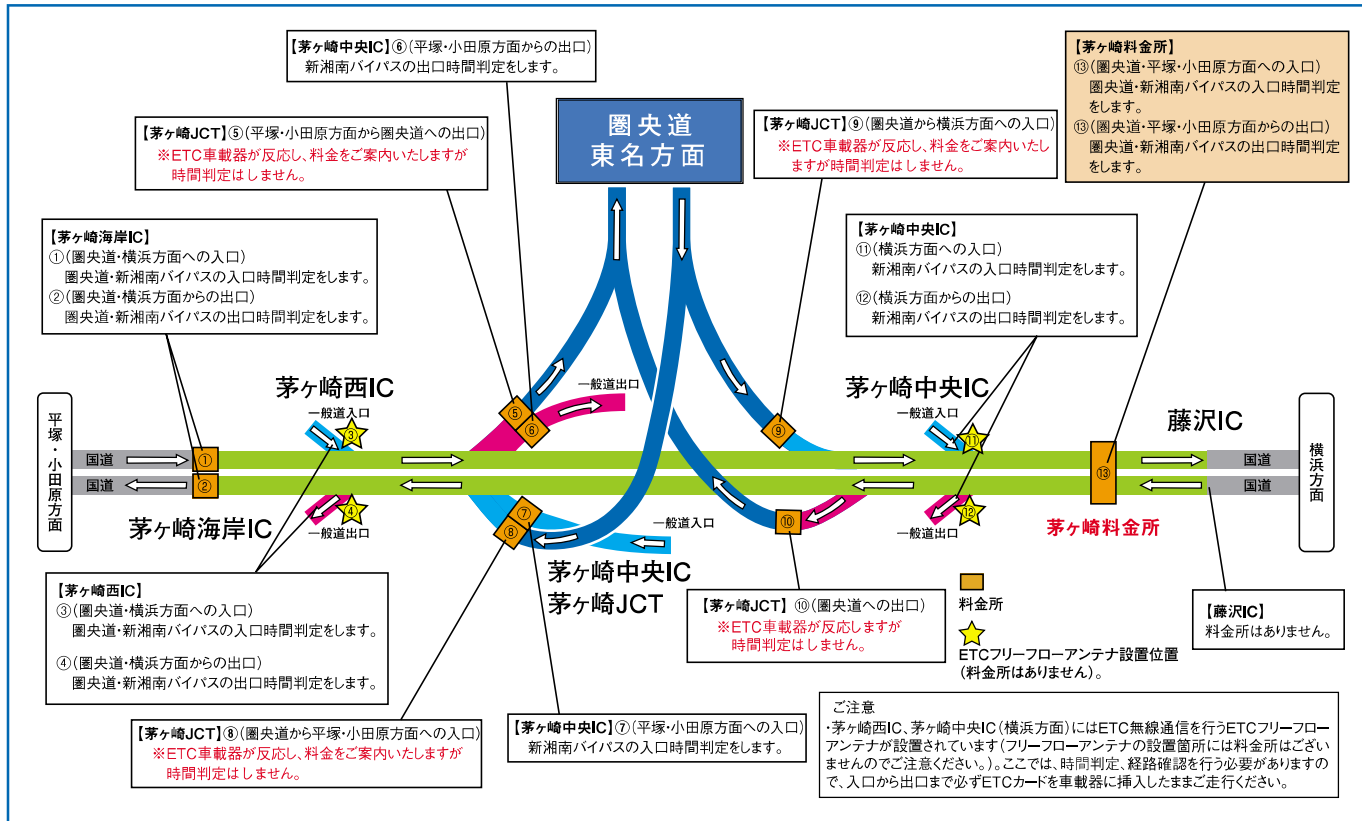 【茅ヶ崎中央IC】⑥(平塚・小田原方面からの出口)
新湘南バイパスの出口時間判定をします。
【茅ヶ崎料金所】
⑬(圏央道・平塚・小田原方面への入口)
圏央道・新湘南バイパスの入口時間判定
をします。
⑬(圏央道・平塚・小田原方面からの出口)
圏央道・新湘南バイパスの出口時間判定
をします。
【茅ヶ崎JCT】⑤(平塚・小田原方面から圏央道への出口)
※ETC車載器が反応し、料金をご案内いたしますが
時間判定はしません。
圏央道
東名方面
【茅ヶ崎JCT】⑨(圏央道から横浜方面への入口)
※ETC車載器が反応し、料金をご案内いたし
ますが時間判定はしません。
【茅ヶ崎海岸IC】
①(圏央道・横浜方面への入口)
圏央道・新湘南バイパスの入口時間判定をします。
②(圏央道・横浜方面からの出口)
圏央道・新湘南バイパスの出口時間判定をします。
【茅ヶ崎中央IC】
⑪(横浜方面への入口)
新湘南バイパスの入口時間判定をします。
⑫(横浜方面からの出口)
新湘南バイパスの出口時間判定をします。
茅ヶ崎西IC
一般道入口
③
⑤
⑥
一般道出口
⑨
茅ヶ崎中央IC
一般道入口
⑪
藤沢IC
平塚・小田原方面
国道
①
国道
②
⑬
国道
国道
横浜方面
茅ヶ崎海岸IC
④
一般道出口
⑦
⑧
一般道入口
⑩
⑫
一般道出口
茅ヶ崎料金所
茅ヶ崎中央IC
茅ヶ崎JCT
【茅ヶ崎西IC】
③(圏央道・横浜方面への入口)
圏央道・新湘南バイパスの入口時間判定をします。
④(圏央道・横浜方面からの出口)
圏央道・新湘南バイパスの出口時間判定をします。
【茅ヶ崎JCT】⑩(圏央道への出口)
※ETC車載器が反応しますが
時間判定はしません。
料金所
ETCフリーフローアンテナ設置位置
(料金所はありません)。
【藤沢IC】
料金所はありません。
【茅ヶ崎JCT】⑧(圏央道から平塚・小田原方面への入口)
※ETC車載器が反応し、料金をご案内いたしますが
時間判定はしません。
【茅ヶ崎中央IC】⑦(平塚・小田原方面への入口)
新湘南バイパスの入口時間判定をします。
ご注意
・茅ヶ崎西IC、茅ヶ崎中央IC(横浜方面)にはETC無線通信を行うETCフリーフロー
アンテナが設置されています(フリーフローアンテナの設置箇所には料金所はござい
ませんのでご注意ください。)。ここでは、時間判定、経路確認を行う必要がありますの
で、入口から出口まで必ずETCカードを車載器に挿入したままご走行ください。